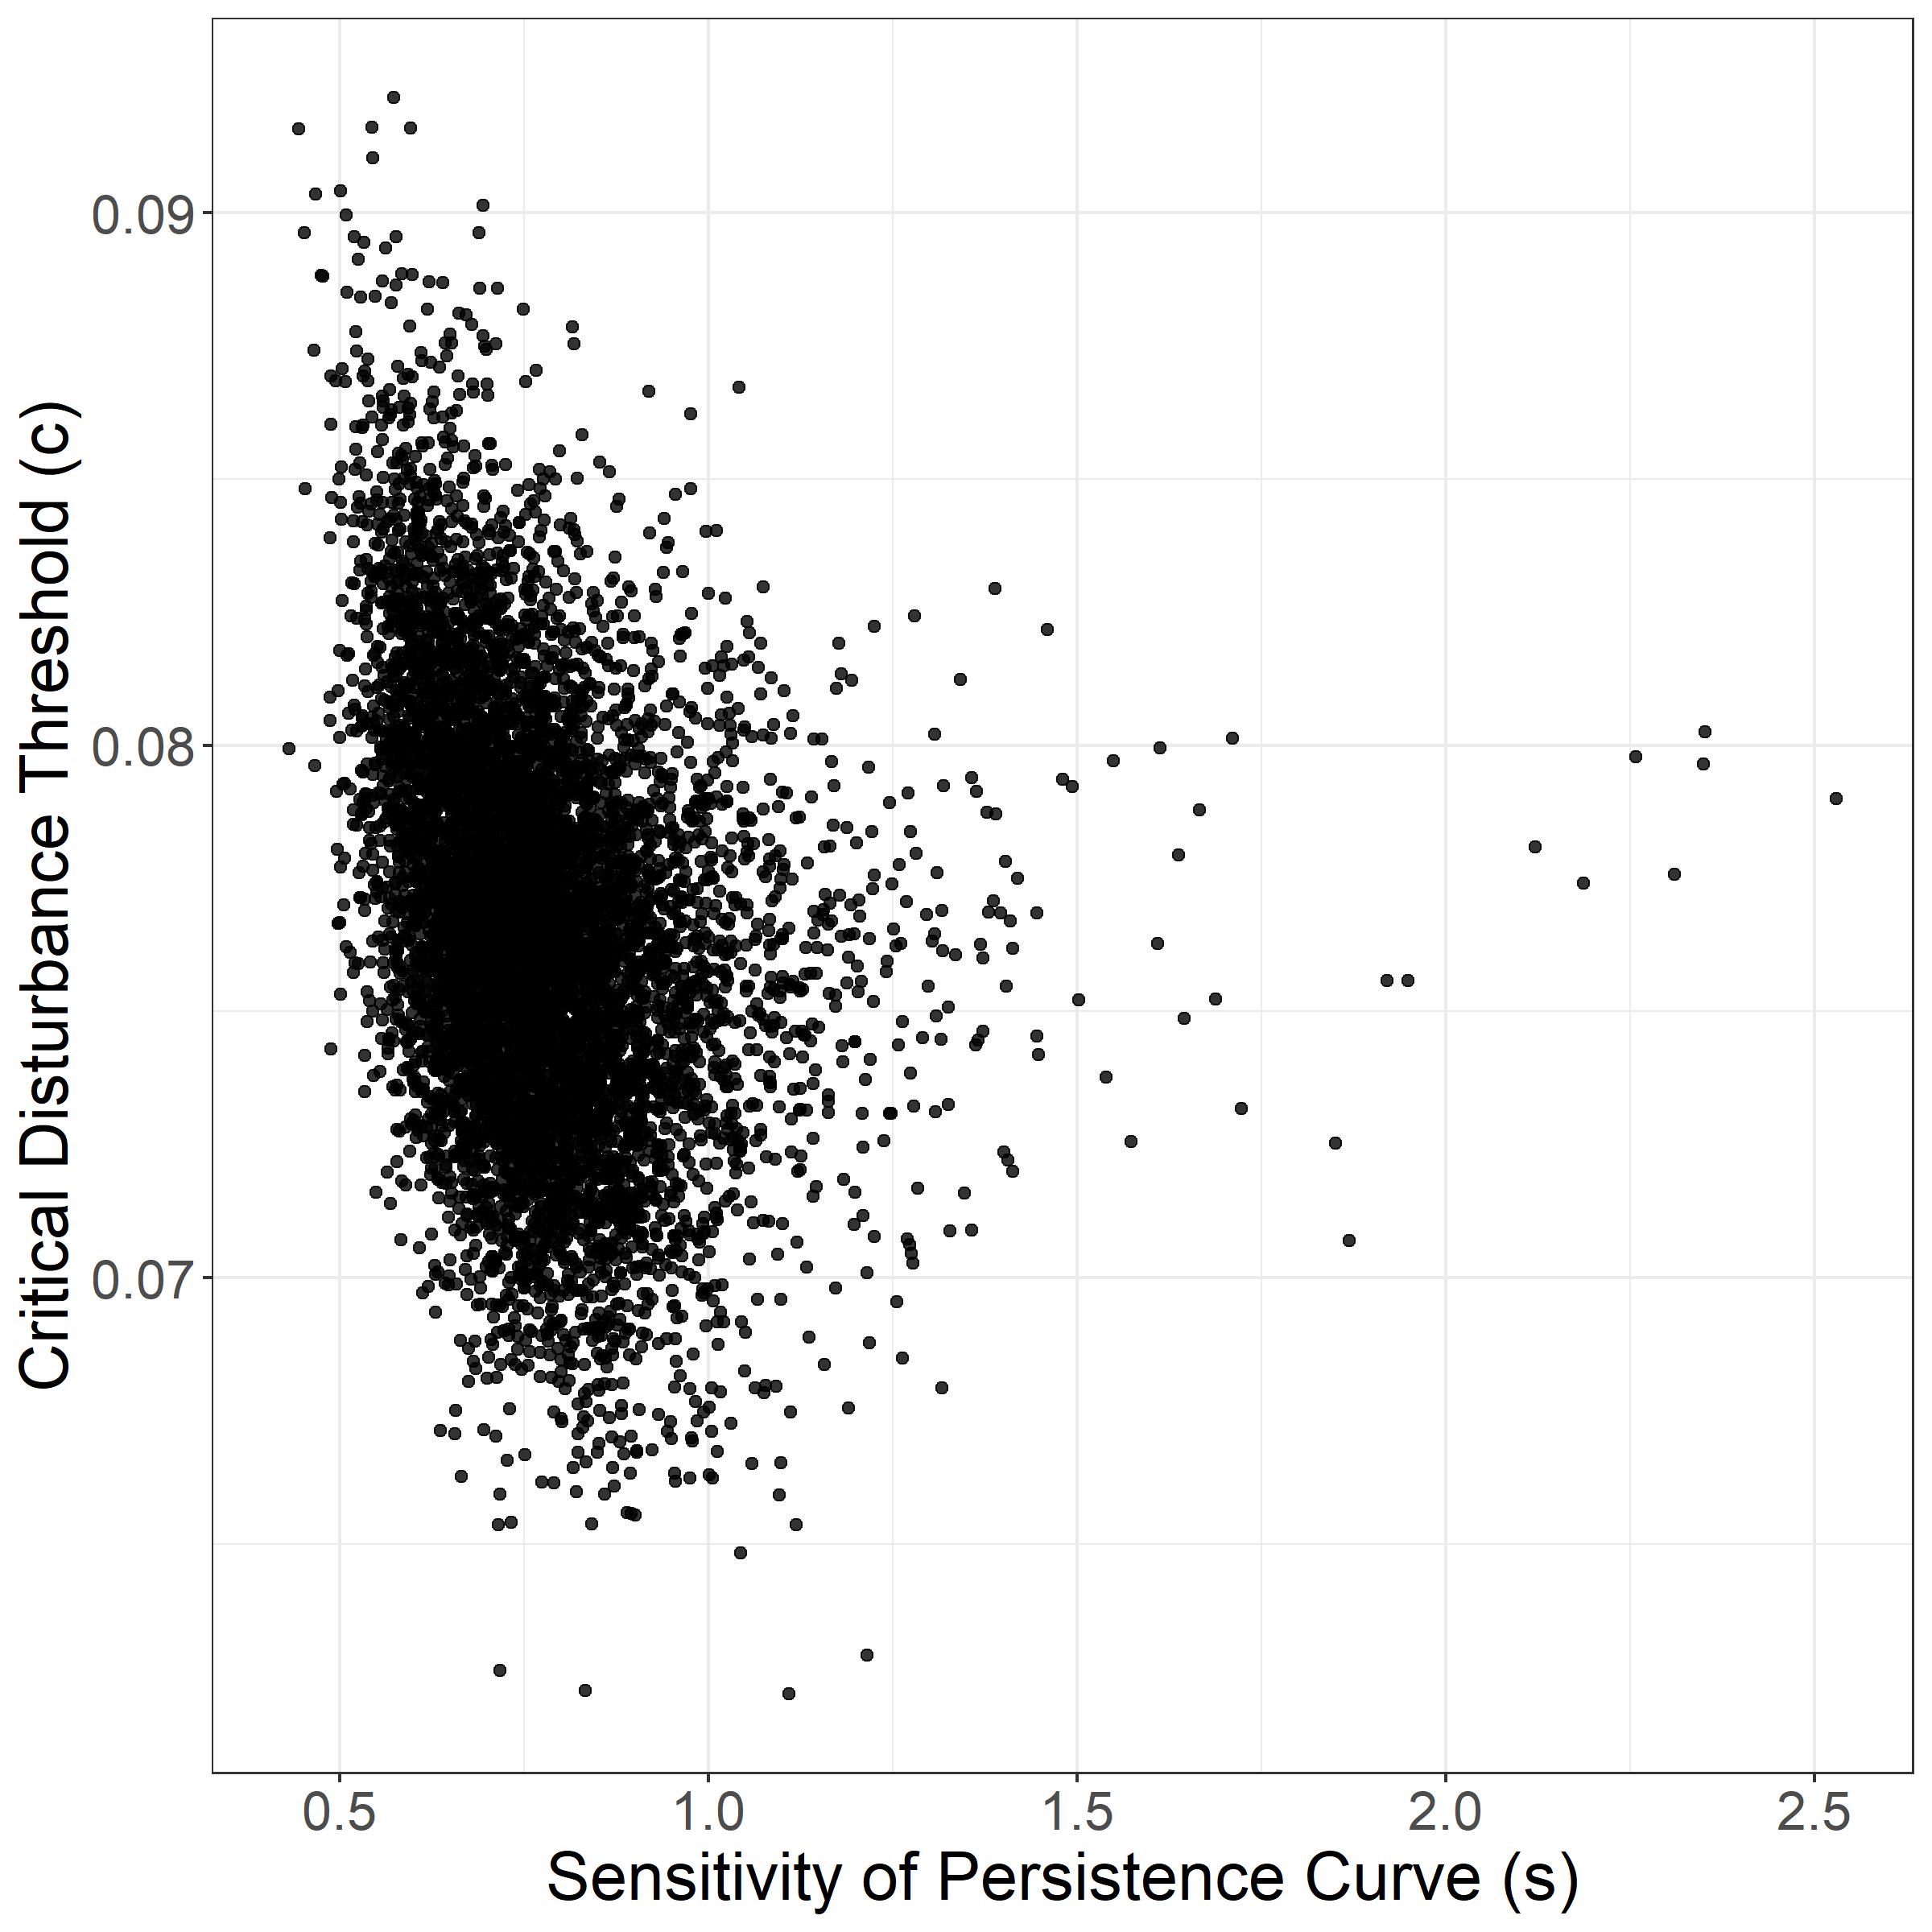 Critical Disturbance Threshold (c)
0.09
0.08
0.07
0.5 1.0 1.5 2.0 2.5
Sensitivity of Persistence Curve (s)